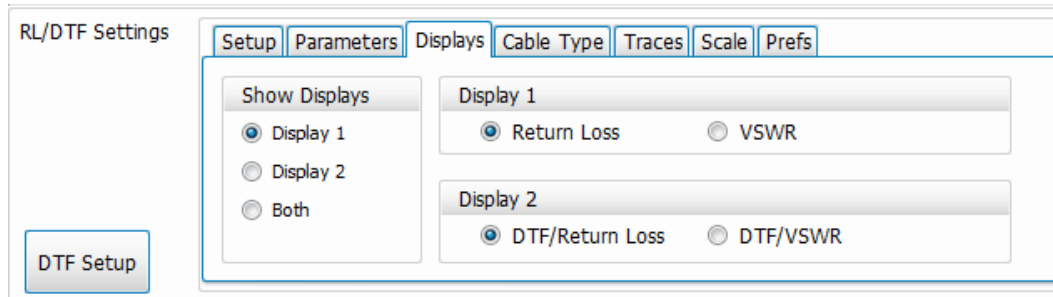 RL/DTF Settings
Setup Parameters Displays Cable Type Traces Scale Prefs
Show Displays
Display 1
Display 2
Both
Display 1
Return Loss VSWR
Display 2
DTF/Return Loss DTF/VSWR
DTF Setup